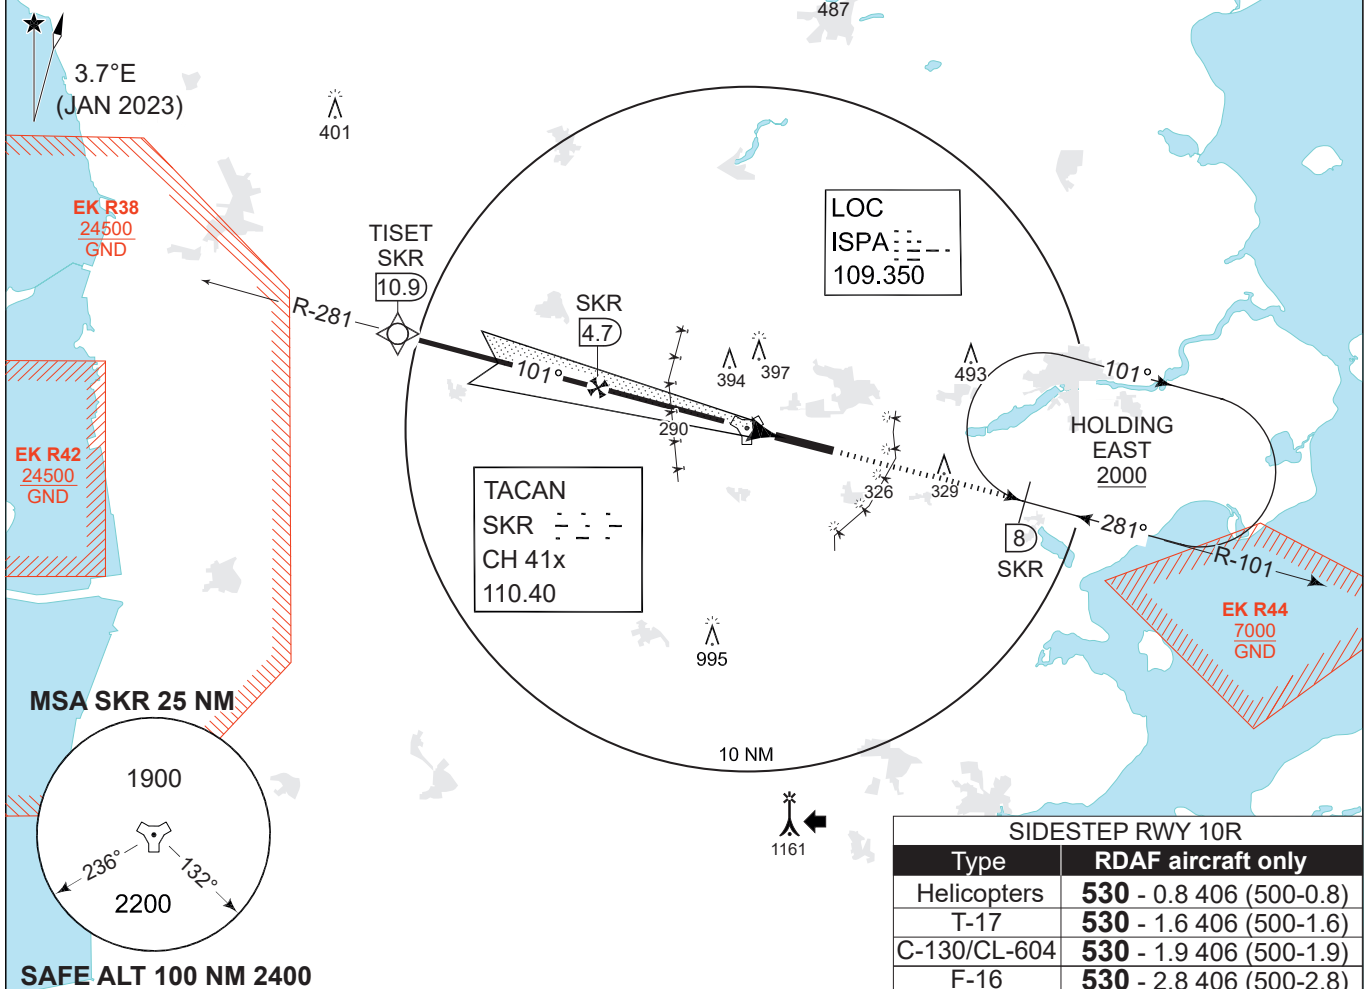 487
3.7°E
(JAN 2023)
401
EK R38
24500
GND
TISET
SKR
10.9
R-281
SKR
4.7
101°
LOC
ISPA
109.350
394
397
493
290
101°
HOLDING
EAST
2000
EK R42
24500
GND
TACAN
SKR
CH 41x
110.40
326
329
8
SKR
281°
R-101
EK R44
7000
GND
995
MSA SKR 25 NM
1900
236°
132°
2200
SAFE ALT 100 NM 2400
10 NM
1161
SIDESTEP RWY 10R
Type RDAF aircraft only
Helicopters 530 - 0.8 406 (500-0.8)
T-17 530 - 1.6 406 (500-1.6)
C-130/CL-604 530 - 1.9 406 (500-1.9)
F-16 530 - 2.8 406 (500-2.8)